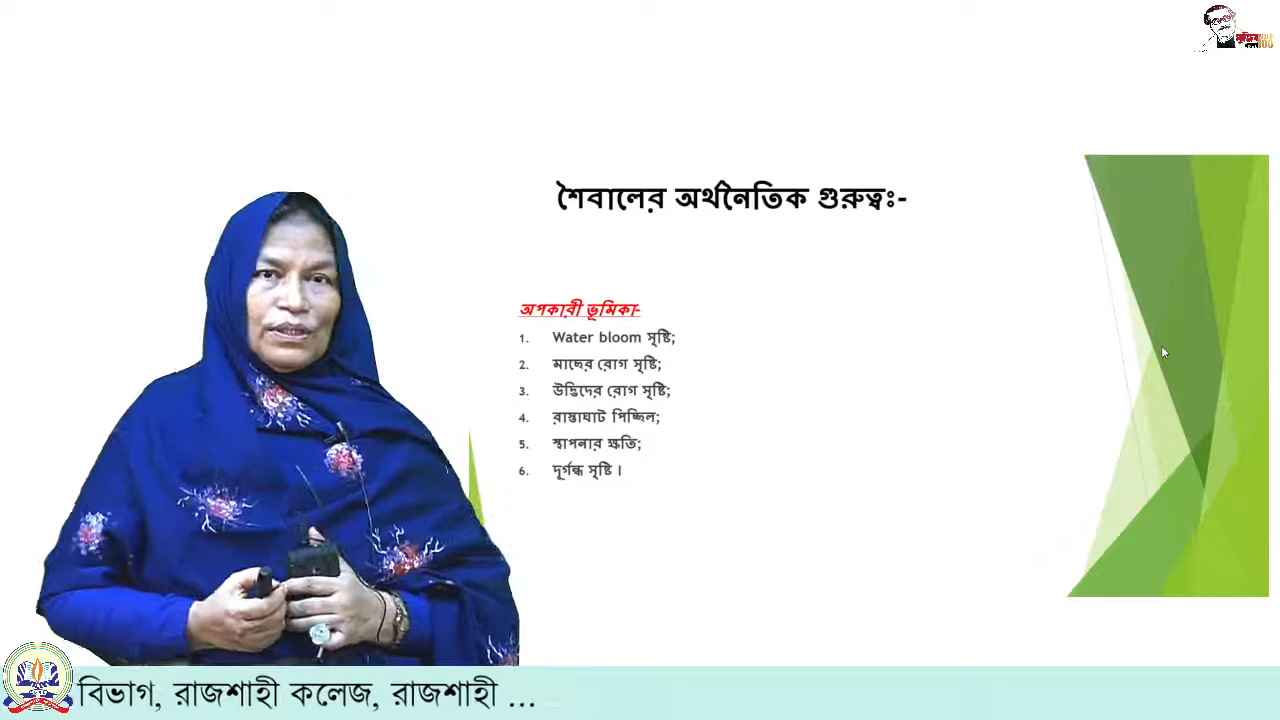 শৈবালের অর্থনৈতিক গুরুত্বঃ-
অপকারী ভূমিকা-
1. Water bloom সৃষ্টি;
2. মাছের রোগ সৃষ্টি;
3. উদ্ভিদের রোগ সৃষ্টি;
4. রাস্তাঘাট পিচ্ছিল;
5. স্থাপনার ক্ষতি;
6. দূর্গন্ধ সৃষ্টি ।
বিভাগ, রাজশাহী কলেজ, রাজশাহী ...